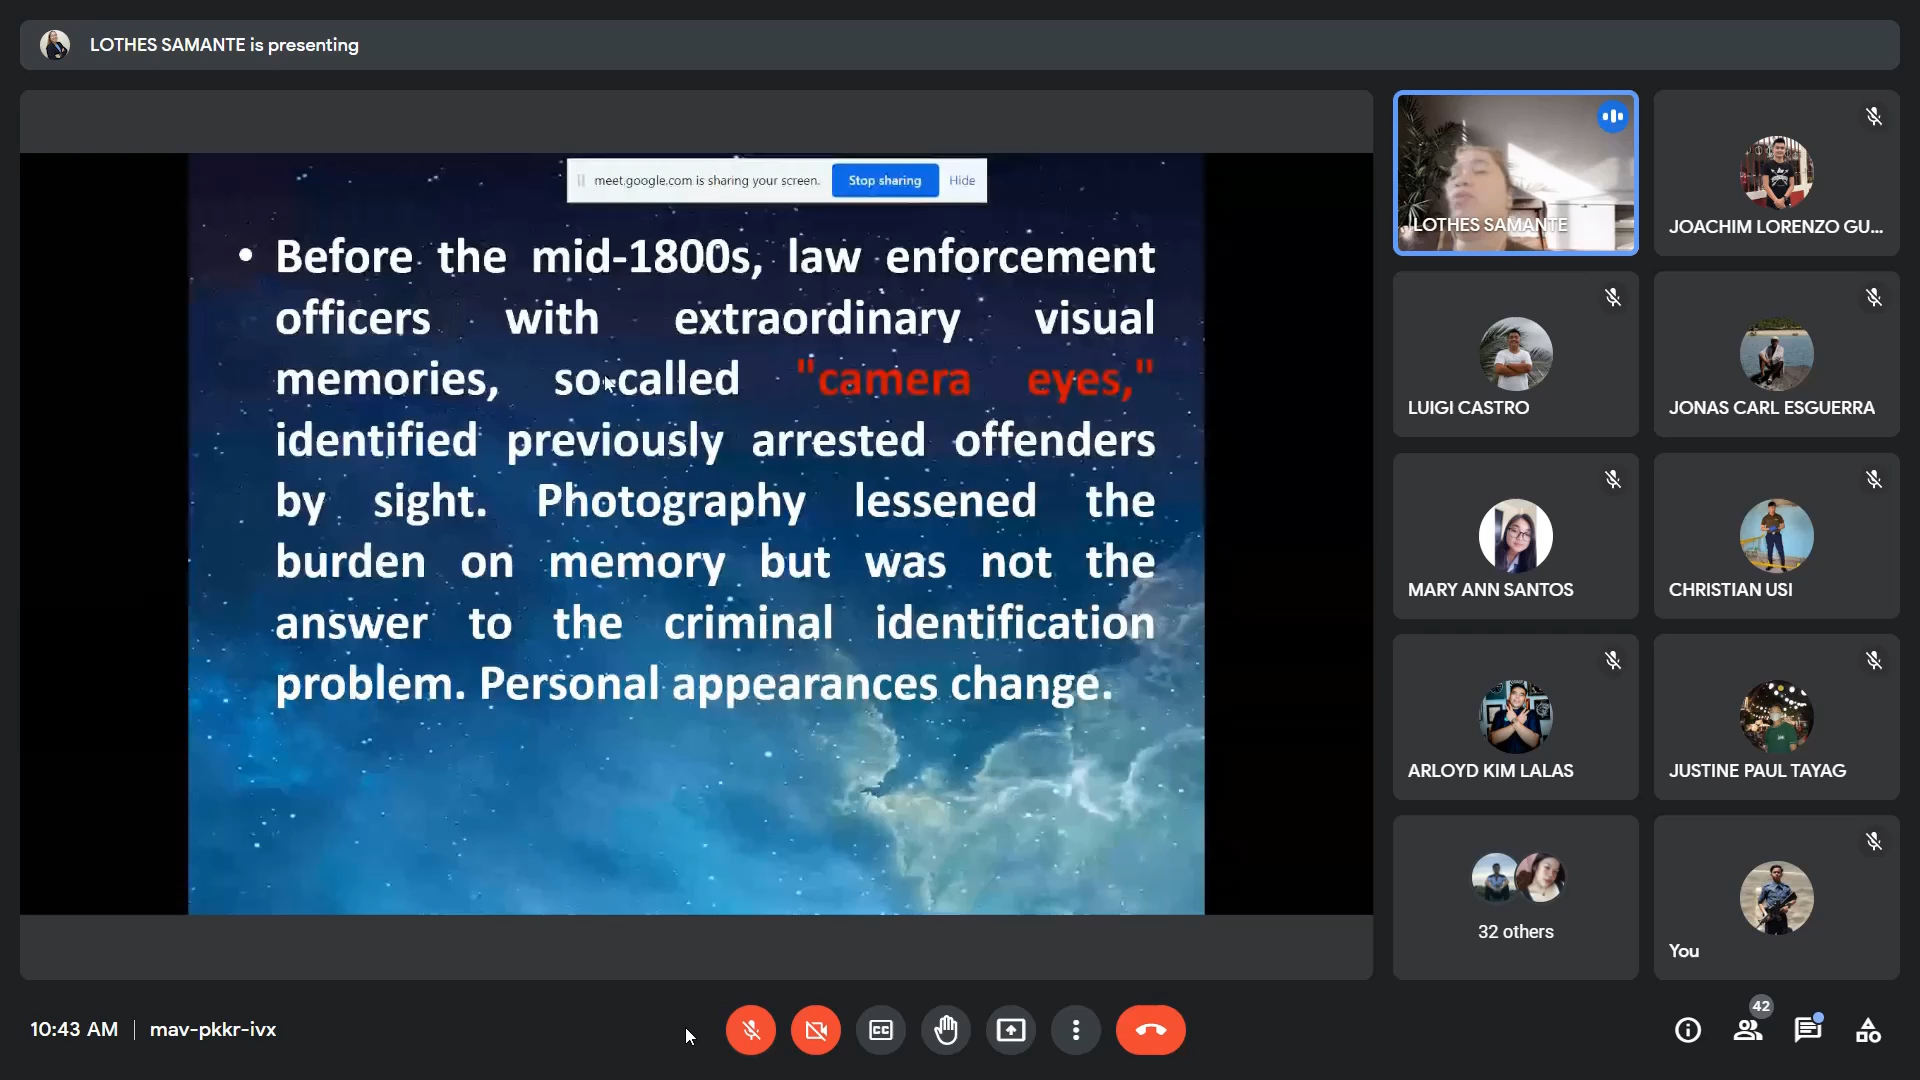 LOTHES SAMANTE is presenting
meet.google.com is sharing your screen.
Stop sharing
Hide
• Before the mid-1800s, law enforcement
officers with extraordinary visual
memories, so-called "camera eyes,"
identified previously arrested offenders
by sight. Photography lessened the
burden on memory but was not the
answer to the criminal identification
problem. Personal appearances change.
LOTHES SAMANTE
JOACHIM LORENZO GU...
LUIGI CASTRO
JONAS CARL ESGUERRA
MARY ANN SANTOS
CHRISTIAN USI
ARLOYD KIM LALAS
JUSTINE PAUL TAYAG
32 others
You
10:43 AM | mav-pkkr-ivx
CC
42